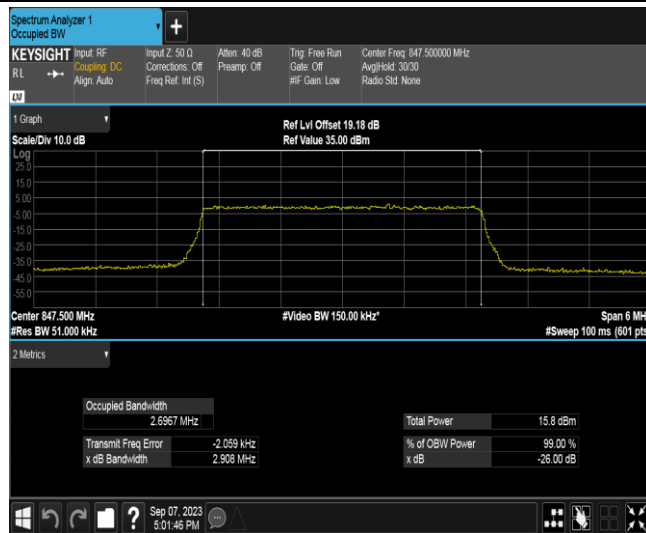 Spectrum Analyzer 1
Occupied BW
+
KEYSIGHT
RL
Input: RF
Coupling: DC
Align: Auto
Input Z: 50 Ω
Corrections: Off
Freq Ref: Int (S)
Atten: 40 dB
Preamp: Off
Trig: Free Run
Gate: Off
#IF Gain: Low
Center Freq: 847.500000 MHz
Avg|Hold: 30/30
Radio Std: None
LXI
1 Graph
Scale/Div 10.0 dB
Ref Lvl Offset 19.18 dB
Ref Value 35.00 dBm
Log
25.0
15.0
5.00
-5.00
-15.0
-25.0
-35.0
-45.0
-55.0
Center 847.500 MHz
#Res BW 51.000 kHz
#Video BW 150.00 kHz*
Span 6 MH
#Sweep 100 ms (601 pts
2 Metrics
Occupied Bandwidth
2.6967 MHz
Transmit Freq Error -2.059 kHz
x dB Bandwidth 2.908 MHz
Total Power 15.8 dBm
% of OBW Power 99.00 %
x dB -26.00 dB
?
Sep 07, 2023
5:01:46 PM